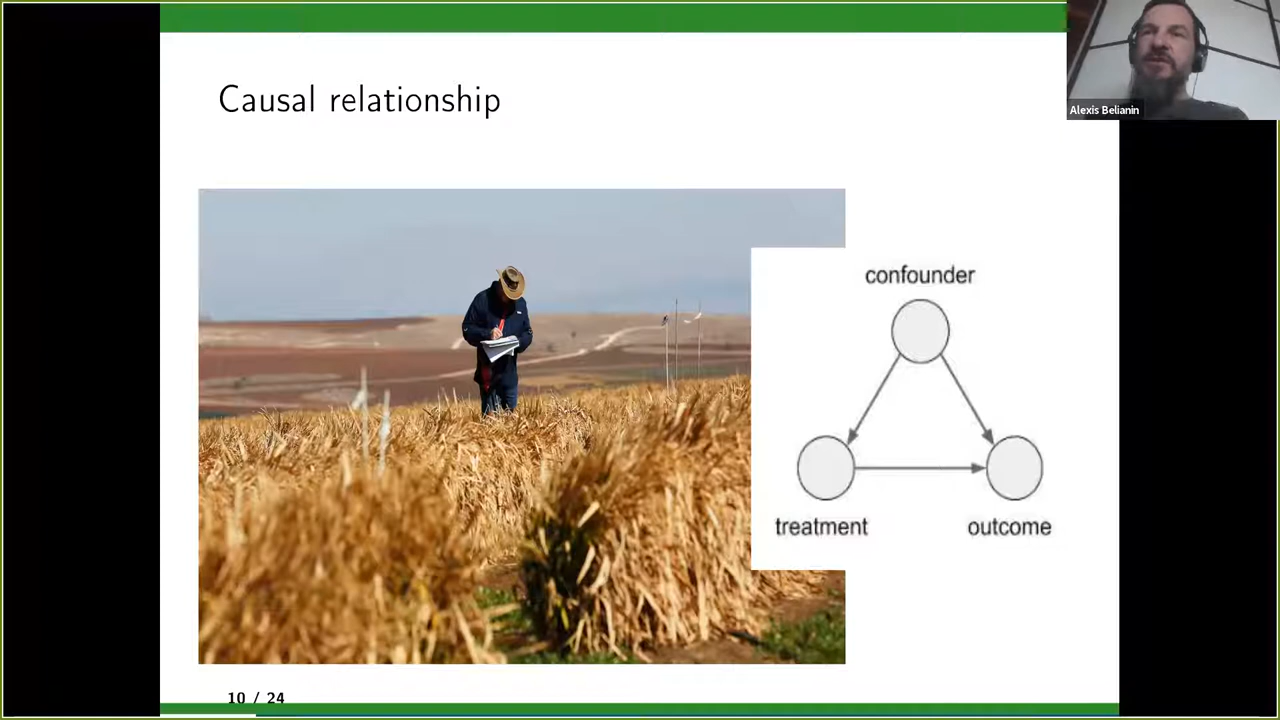 Causal relationship
Alexis Belianin
confounder
treatment
outcome
10 / 24